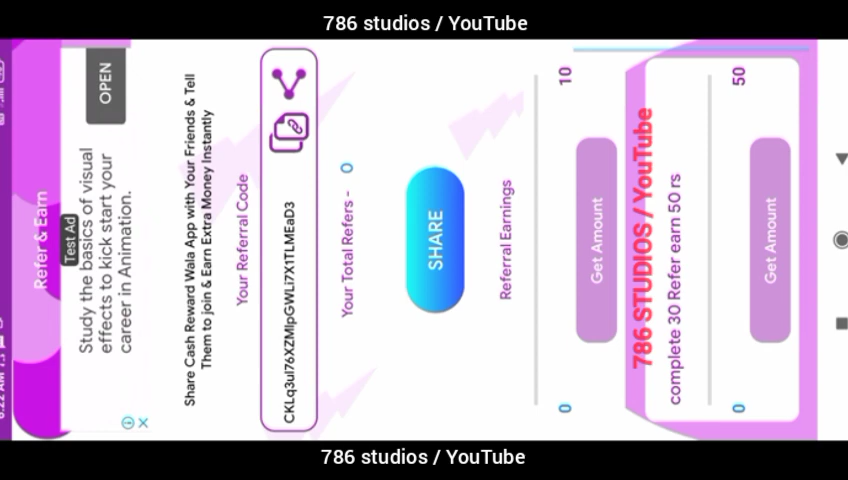 786 studios / YouTube
Refer & Earn
Test Ad
Study the basics of visual
effects to kick start your
career in Animation.
OPEN
Share Cash Reward Wala App with Your Friends & Tell
Them to join & Earn Extra Money Instantly
Your Referral Code
CKLq3ul76XZMlpGWLi7X1TLMEaD3
Your Total Refers - 0
SHARE
Referral Earnings
0 10
Get Amount
786 STUDIOS / YouTube
complete 30 Refer earn 50 rs
0 50
Get Amount
786 studios / YouTube